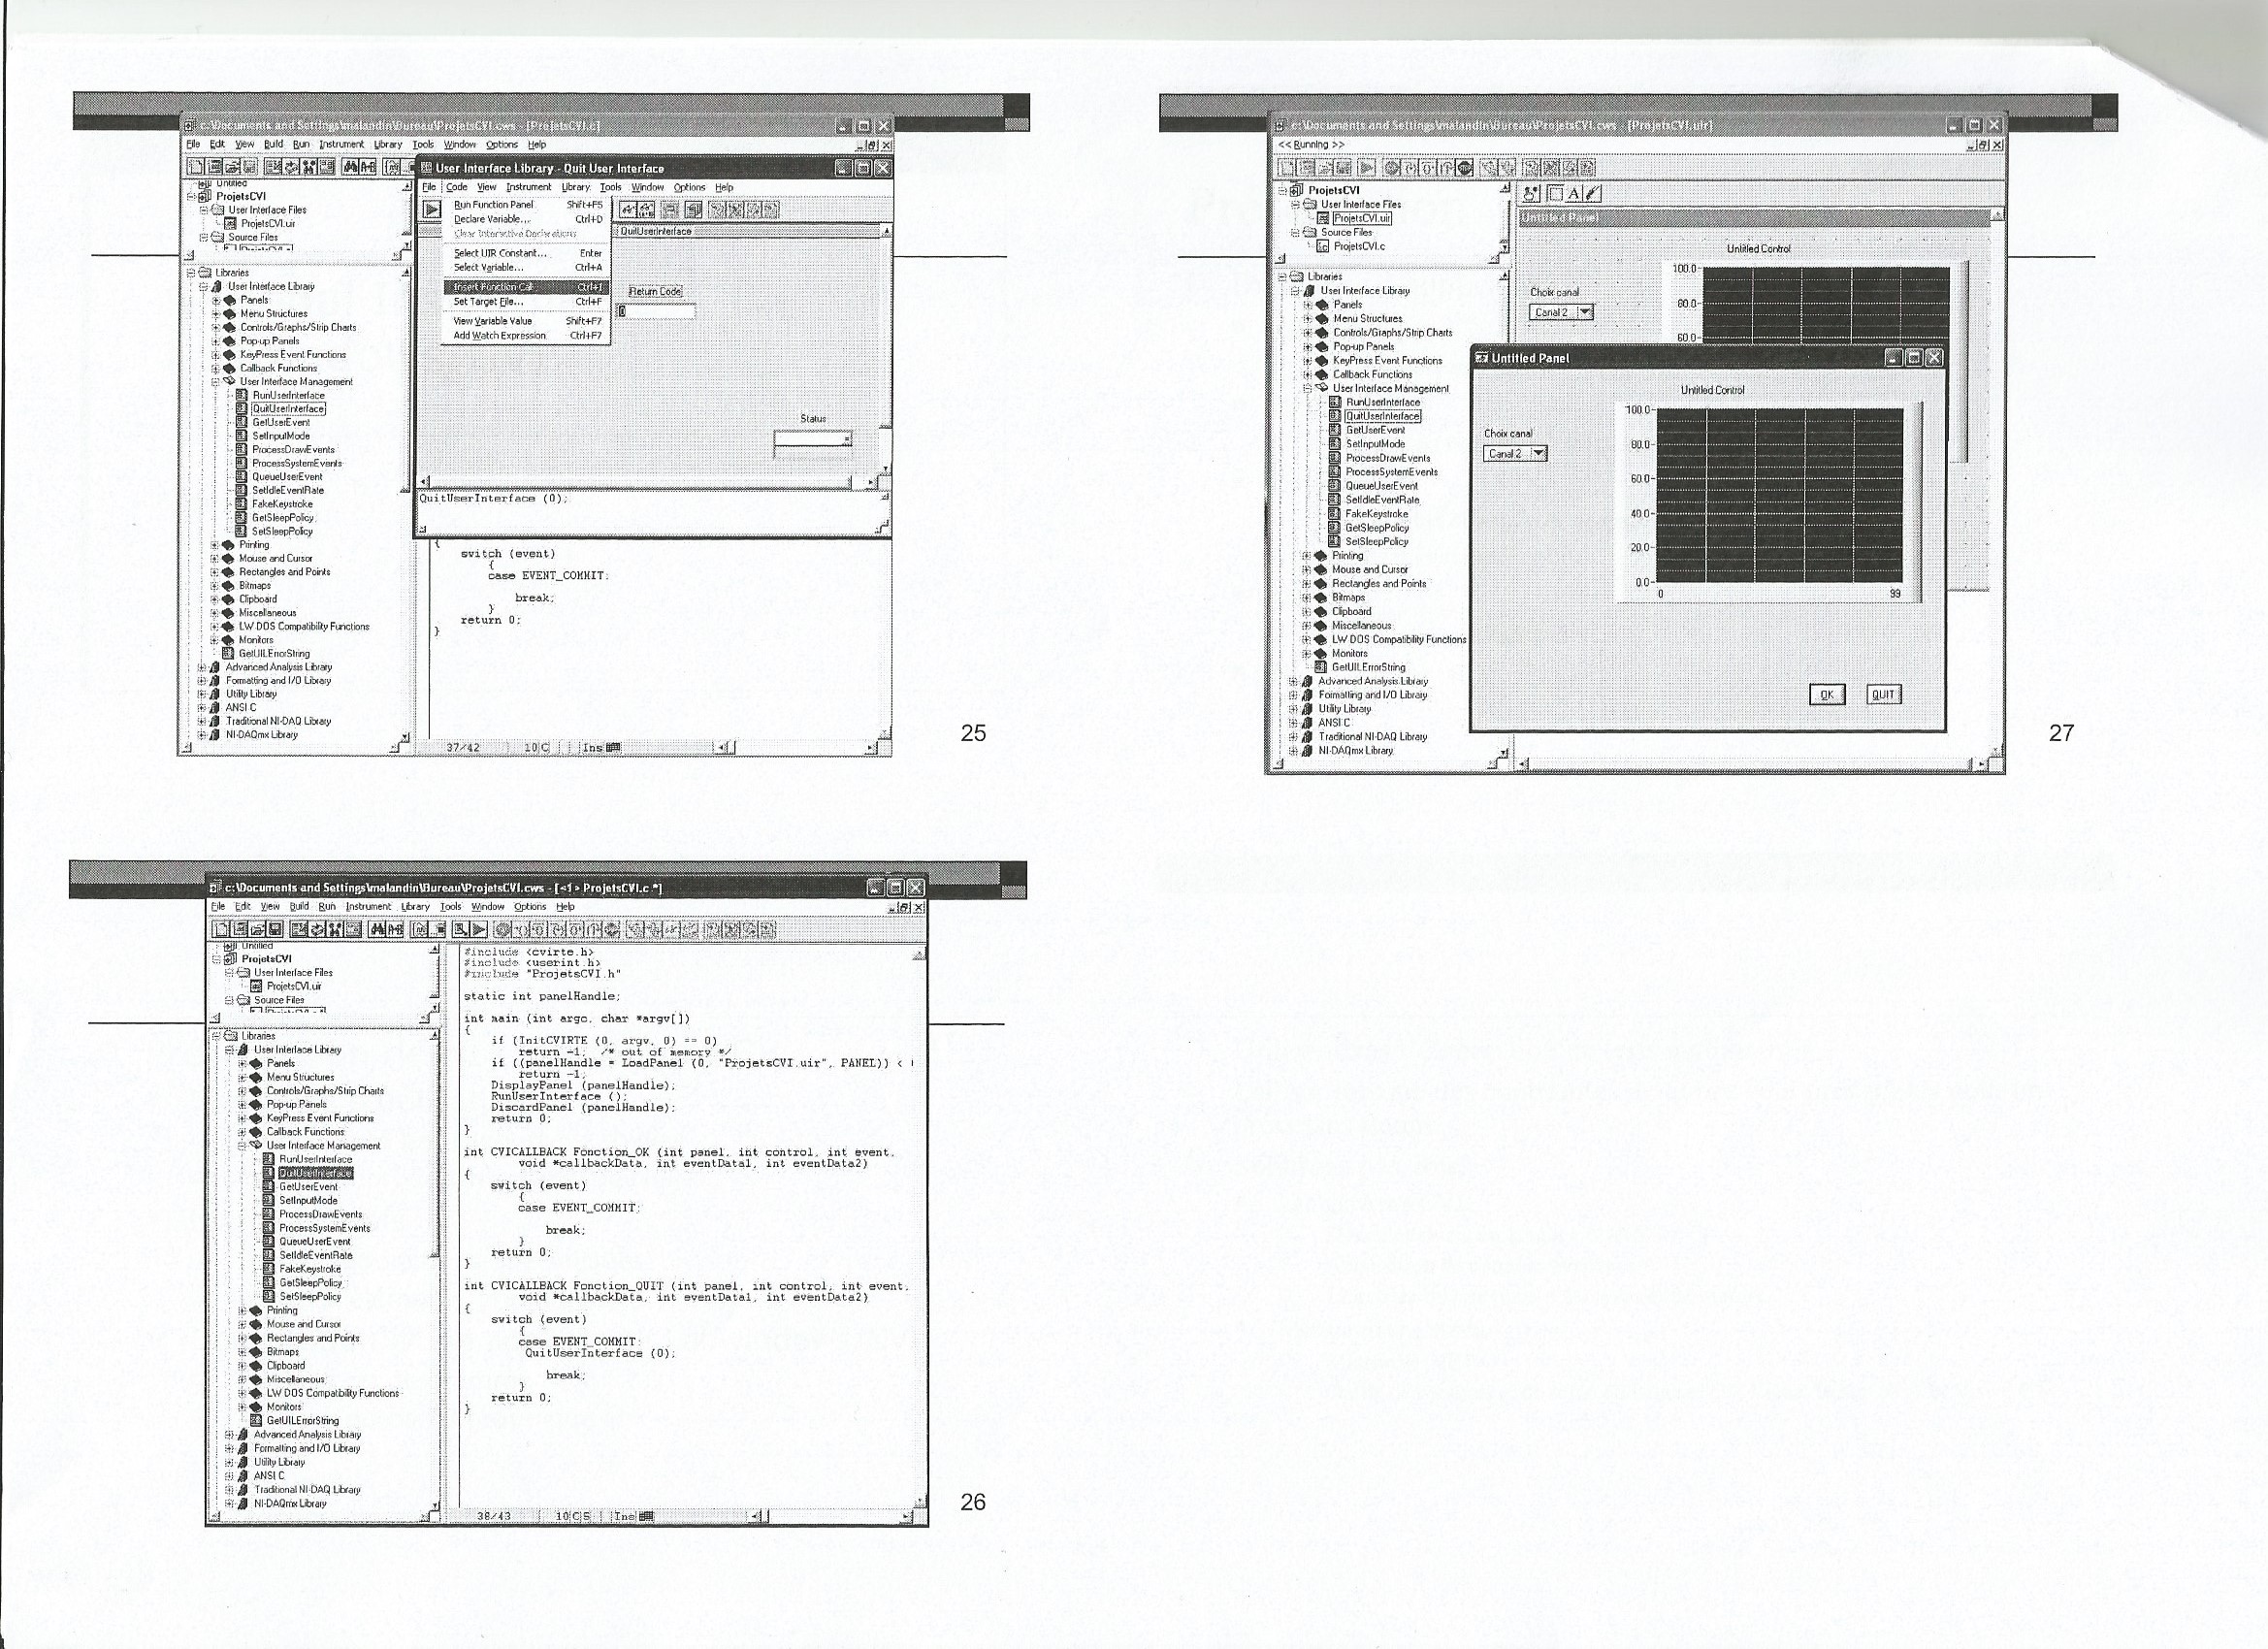 c:\Documents and Settings\malandin\Bureau\ProjetsCVI.cws - [ProjetsCVI.c]
File Edit View Build Run Instrument Library Tools Window Options Help
Untitled
ProjetsCVI
User Interface Files
ProjetsCVI.uir
Source Files
Libraries
User Interface Library
Panels
Menu Structures
Controls/Graphs/Strip Charts
Pop-up Panels
KeyPress Event Functions
Callback Functions
User Interface Management
RunUserInterface
QuitUserInterface
GetUserEvent
SetInputMode
ProcessDrawEvents
ProcessSystemEvents
QueueUserEvent
SetIdleEventRate
FakeKeystroke
GetSleepPolicy
SetSleepPolicy
Printing
Mouse and Cursor
Rectangles and Points
Bitmaps
Clipboard
Miscellaneous
LW DOS Compatibility Functions
Monitors
GetUILErrorString
Advanced Analysis Library
Formatting and I/O Library
Utility Library
ANSI C
Traditional NI-DAQ Library
NI-DAQmx Library
User Interface Library - Quit User Interface
File Code View Instrument Library Tools Window Options Help
Run Function Panel Shift+F5
Declare Variable... Ctrl+D
Clear Interactive Declarations
Select UIR Constant... Enter
Select Variable... Ctrl+A
Insert Function Call Ctrl+I
Set Target File... Ctrl+F
View Variable Value Shift+F7
Add Watch Expression Ctrl+F7
QuitUserInterface
Return Code
0
Status
QuitUserInterface (0);
{
switch (event)
{
case EVENT_COMMIT:
break;
}
return 0;
}
37/42 10 C Ins
25
c:\Documents and Settings\malandin\Bureau\ProjetsCVI.cws - [ProjetsCVI.uir]
<< Running >>
ProjetsCVI
User Interface Files
ProjetsCVI.uir
Source Files
ProjetsCVI.c
Libraries
User Interface Library
Panels
Menu Structures
Controls/Graphs/Strip Charts
Pop-up Panels
KeyPress Event Functions
Callback Functions
User Interface Management
RunUserInterface
QuitUserInterface
GetUserEvent
SetInputMode
ProcessDrawEvents
ProcessSystemEvents
QueueUserEvent
SetIdleEventRate
FakeKeystroke
GetSleepPolicy
SetSleepPolicy
Printing
Mouse and Cursor
Rectangles and Points
Bitmaps
Clipboard
Miscellaneous
LW DOS Compatibility Functions
Monitors
GetUILErrorString
Advanced Analysis Library
Formatting and I/O Library
Utility Library
ANSI C
Traditional NI-DAQ Library
NI-DAQmx Library
A
Untitled Panel
Untitled Control
Choix canal
Canal 2
100.0
80.0
60.0
Untitled Panel
Untitled Control
Choix canal
Canal 2
100.0
80.0
60.0
40.0
20.0
0.0
0 99
OK QUIT
27
c:\Documents and Settings\malandin\Bureau\ProjetsCVI.cws - [<1> ProjetsCVI.c *]
File Edit View Build Run Instrument Library Tools Window Options Help
Untitled
ProjetsCVI
User Interface Files
ProjetsCVI.uir
Source Files
Libraries
User Interface Library
Panels
Menu Structures
Controls/Graphs/Strip Charts
Pop-up Panels
KeyPress Event Functions
Callback Functions
User Interface Management
RunUserInterface
QuitUserInterface
GetUserEvent
SetInputMode
ProcessDrawEvents
ProcessSystemEvents
QueueUserEvent
SetIdleEventRate
FakeKeystroke
GetSleepPolicy
SetSleepPolicy
Printing
Mouse and Cursor
Rectangles and Points
Bitmaps
Clipboard
Miscellaneous
LW DOS Compatibility Functions
Monitors
GetUILErrorString
Advanced Analysis Library
Formatting and I/O Library
Utility Library
ANSI C
Traditional NI-DAQ Library
NI-DAQmx Library
#include <cvirte.h>
#include <userint.h>
#include "ProjetsCVI.h"
static int panelHandle;
int main (int argc, char *argv[])
{
if (InitCVIRTE (0, argv, 0) == 0)
return -1; /* out of memory */
if ((panelHandle = LoadPanel (0, "ProjetsCVI.uir", PANEL)) <
return -1;
DisplayPanel (panelHandle);
RunUserInterface ();
DiscardPanel (panelHandle);
return 0;
}
int CVICALLBACK Fonction_OK (int panel, int control, int event,
void *callbackData, int eventData1, int eventData2)
{
switch (event)
{
case EVENT_COMMIT:
break;
}
return 0;
}
int CVICALLBACK Fonction_QUIT (int panel, int control, int event,
void *callbackData, int eventData1, int eventData2)
{
switch (event)
{
case EVENT_COMMIT:
QuitUserInterface (0);
break;
}
return 0;
}
38/43 10 C S Ins
26